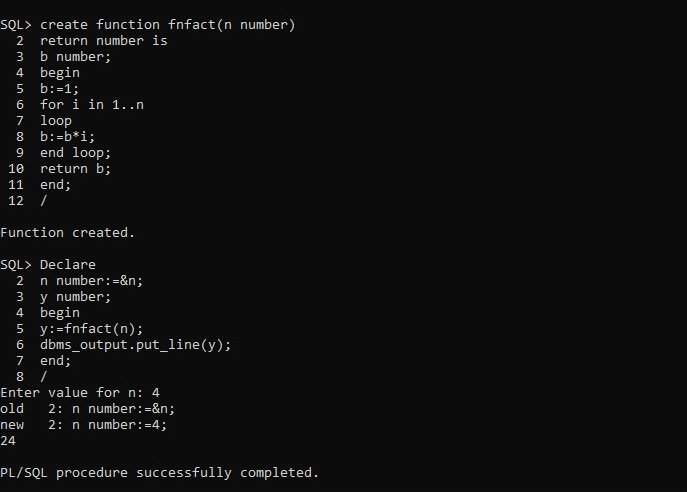 SQL> create function fnfact(n number)
  2  return number is
  3  b number;
  4  begin
  5  b:=1;
  6  for i in 1..n
  7  loop
  8  b:=b*i;
  9  end loop;
 10  return b;
 11  end;
 12  /
Function created.
SQL> Declare
  2  n number:=&n;
  3  y number;
  4  begin
  5  y:=fnfact(n);
  6  dbms_output.put_line(y);
  7  end;
  8  /
Enter value for n: 4
old   2: n number:=&n;
new   2: n number:=4;
24
PL/SQL procedure successfully completed.